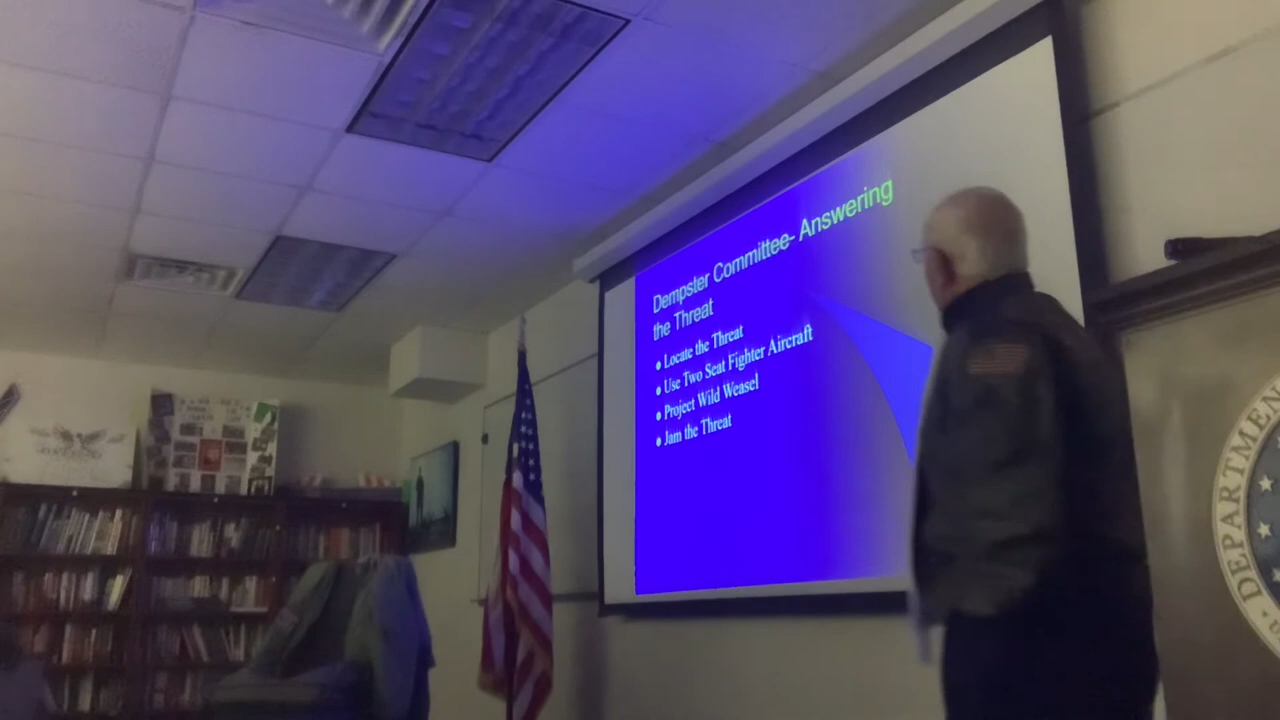 Dempster Committee- Answering
the Threat
● Locate the Threat
● Use Two Seat Fighter Aircraft
● Project Wild Weasel
● Jam the Threat
DEPARTMEN